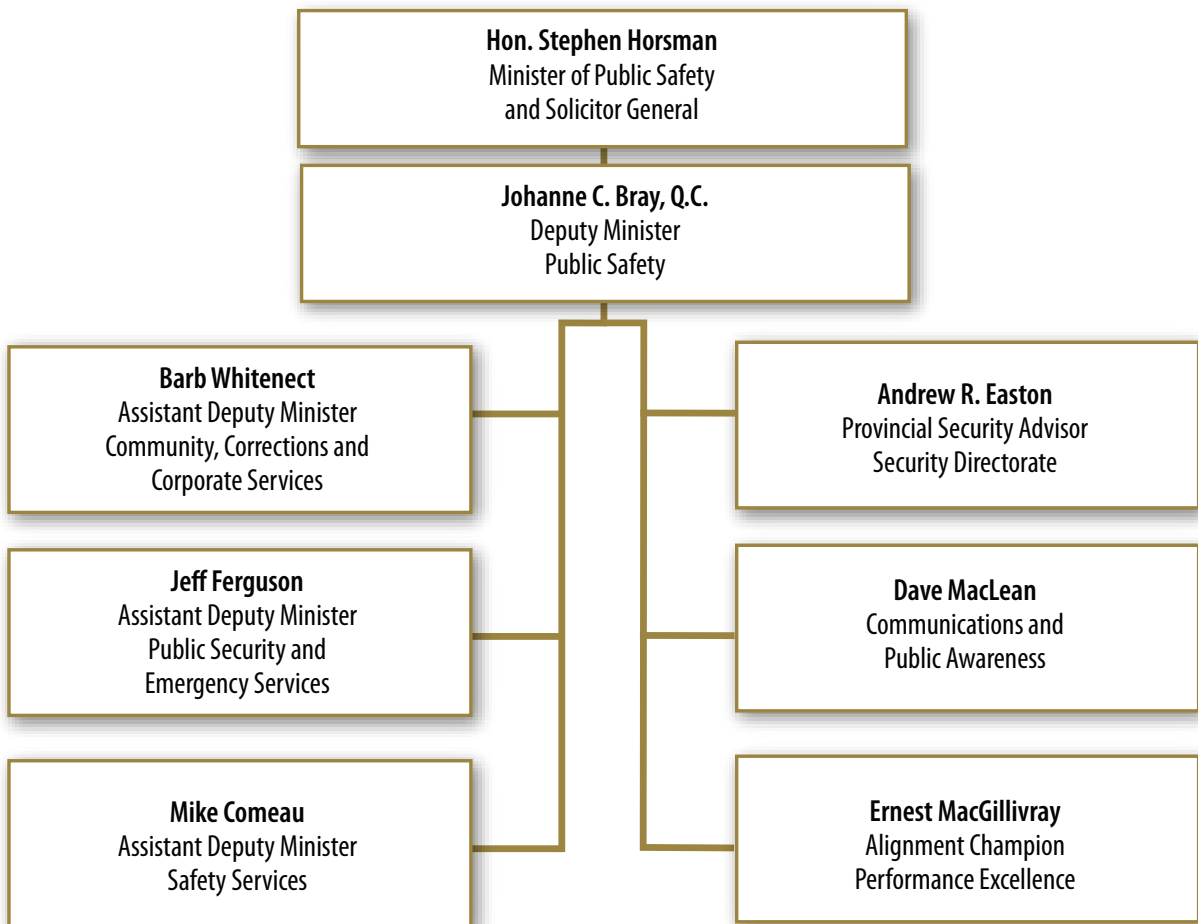 Hon. Stephen Horsman
Minister of Public Safety
and Solicitor General
Johanne C. Bray, Q.C.
Deputy Minister
Public Safety
Barb Whitenect
Assistant Deputy Minister
Community, Corrections and
Corporate Services
Jeff Ferguson
Assistant Deputy Minister
Public Security and
Emergency Services
Mike Comeau
Assistant Deputy Minister
Safety Services
Andrew R. Easton
Provincial Security Advisor
Security Directorate
Dave MacLean
Communications and
Public Awareness
Ernest MacGillivray
Alignment Champion
Performance Excellence